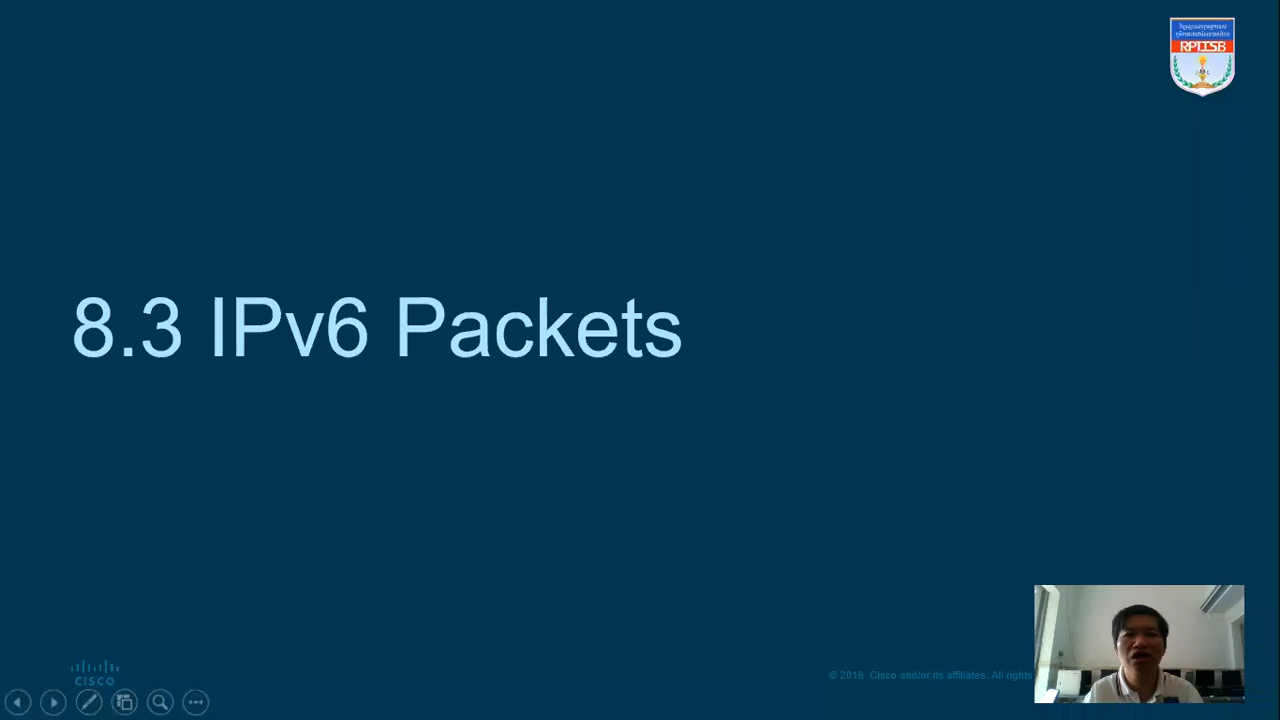 RPITSB
8.3 IPv6 Packets
CISCO
© 2016 Cisco and/or its affiliates. All rights